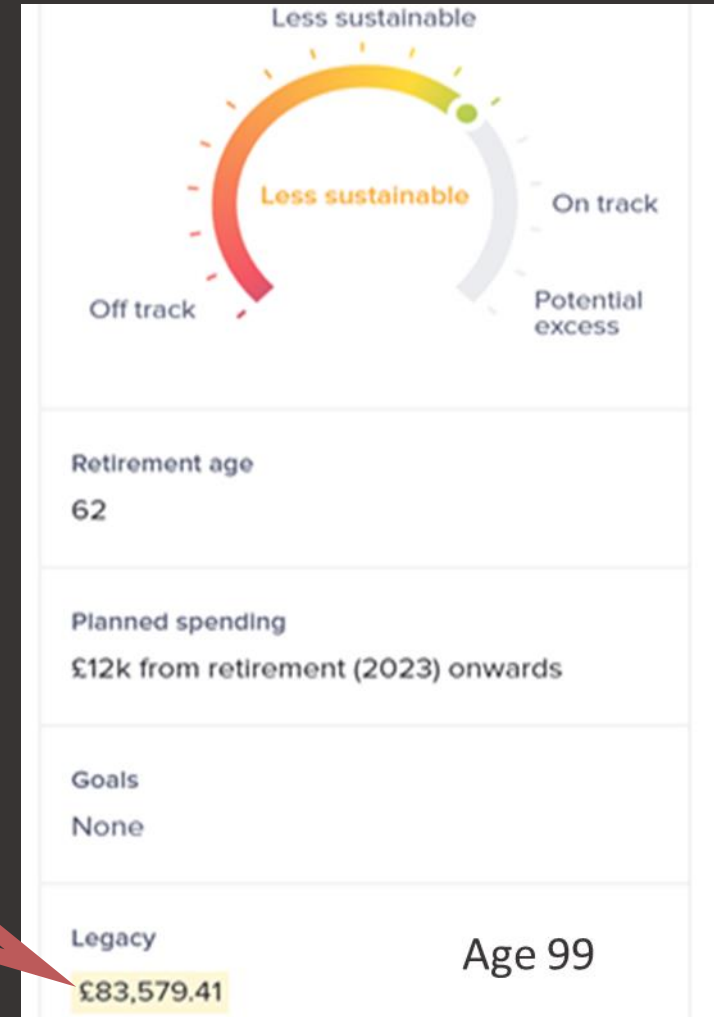 Less sustainable
Less sustainable
On track
Off track
Potential
excess
Retirement age
62
Planned spending
£12k from retirement (2023) onwards
Goals
None
Legacy
Age 99
£83,579.41